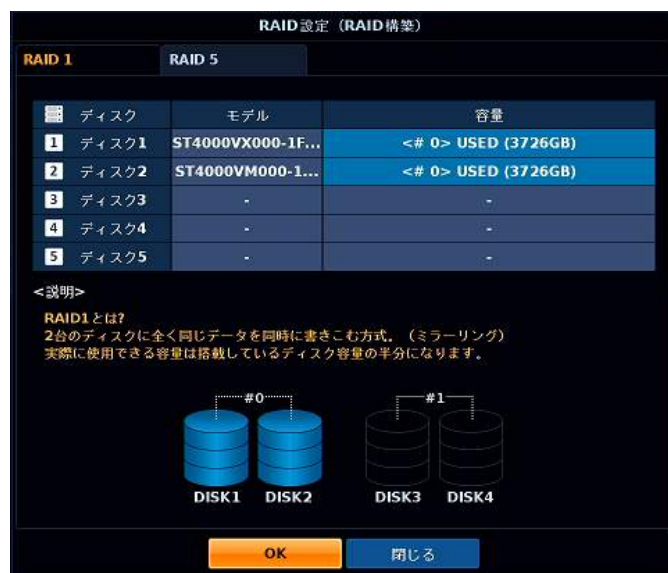 RAID設定（RAID構築）
RAID 1 RAID 5
ディスク モデル 容量
1 ディスク1 ST4000VX000-1F... <# 0> USED (3726GB)
2 ディスク2 ST4000VM000-1... <# 0> USED (3726GB)
3 ディスク3 - -
4 ディスク4 - -
5 ディスク5 - -
<説明>
RAID1とは?
2台のディスクに全く同じデータを同時に書きこむ方式。（ミラーリング）
実際に使用できる容量は搭載しているディスク容量の半分になります。
#0 #1
DISK1 DISK2 DISK3 DISK4
OK 閉じる